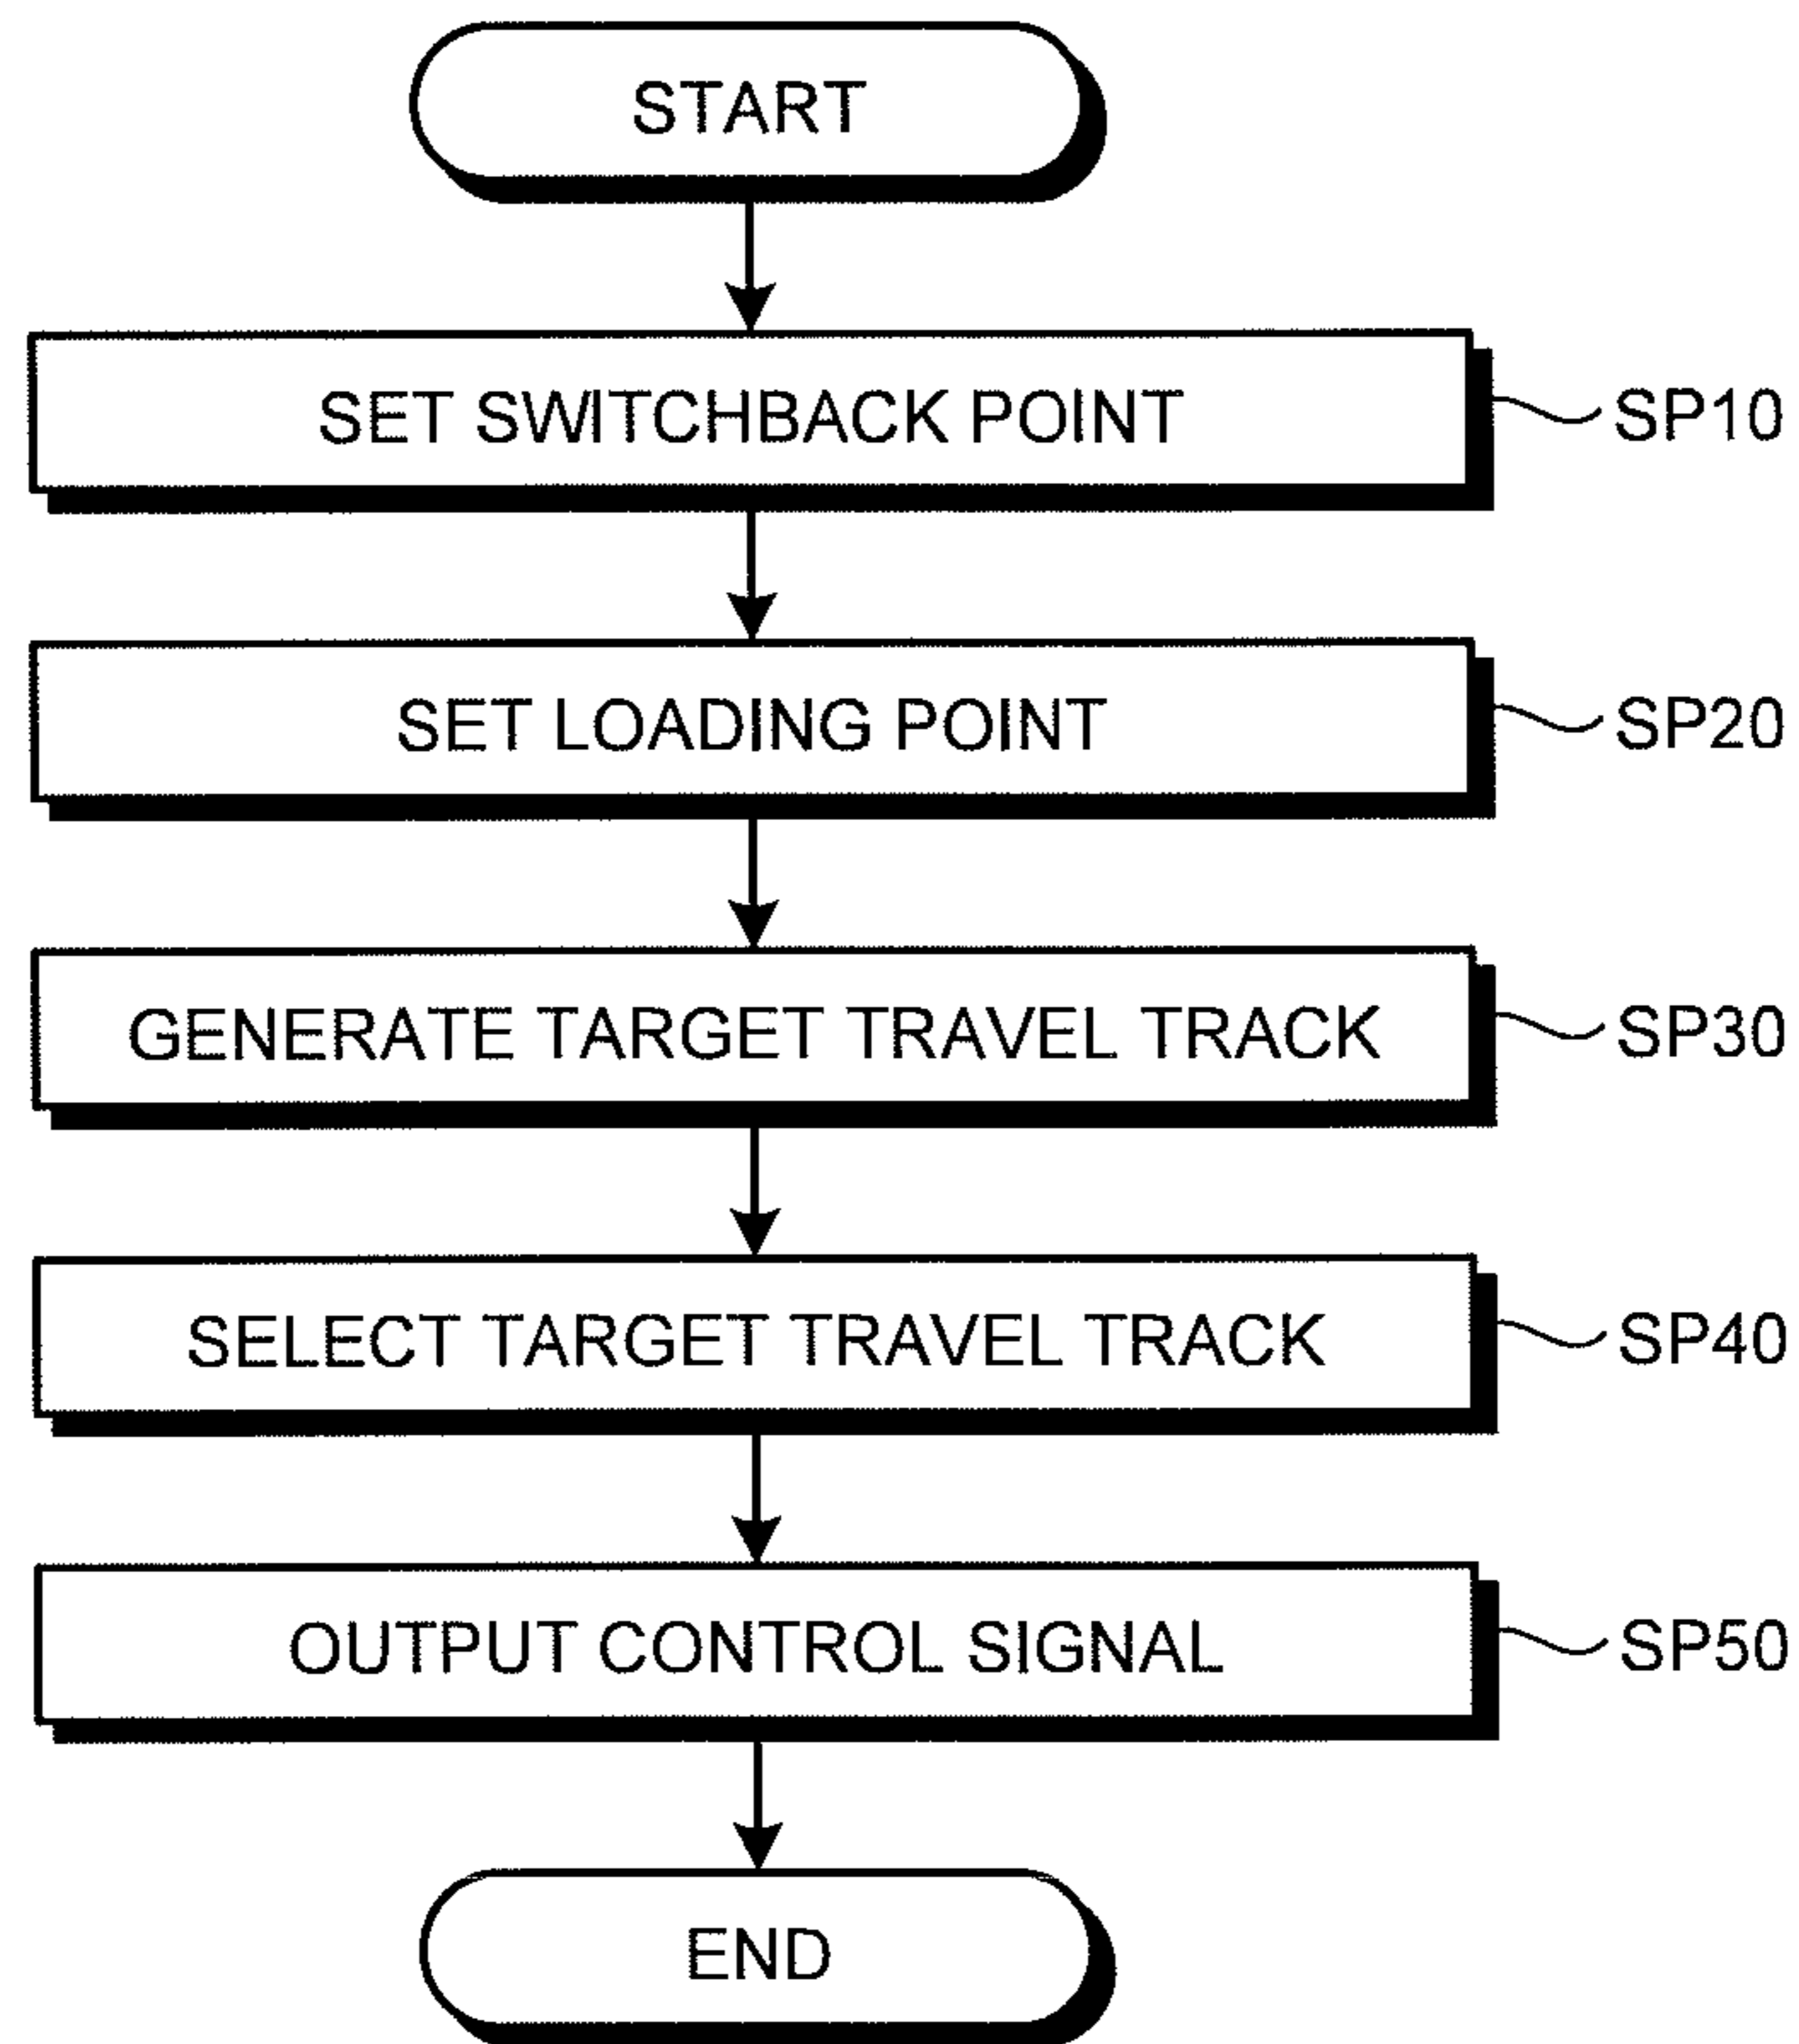 START
SET SWITCHBACK POINT
SP10
SET LOADING POINT
SP20
GENERATE TARGET TRAVEL TRACK
SP30
SELECT TARGET TRAVEL TRACK
SP40
OUTPUT CONTROL SIGNAL
SP50
END